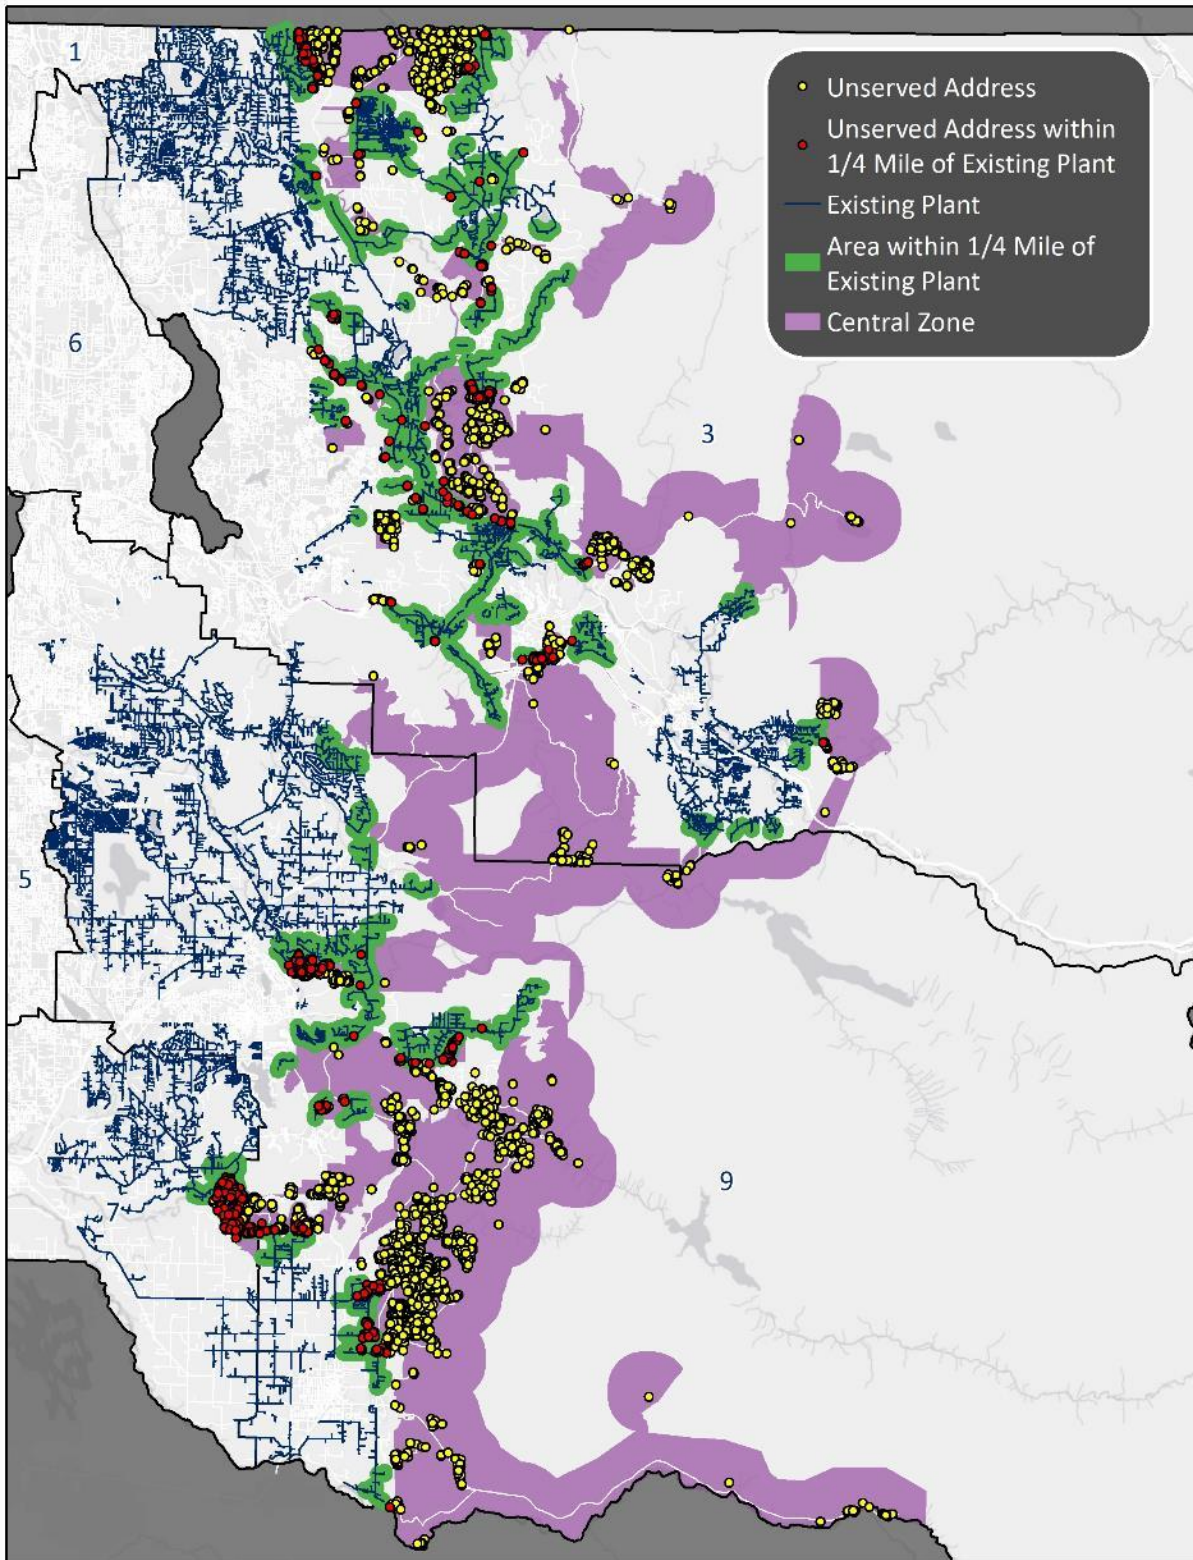 1
Unserved Address
Unserved Address within
1/4 Mile of Existing Plant
Existing Plant
Area within 1/4 Mile of
Existing Plant
Central Zone
6
3
5
9
7